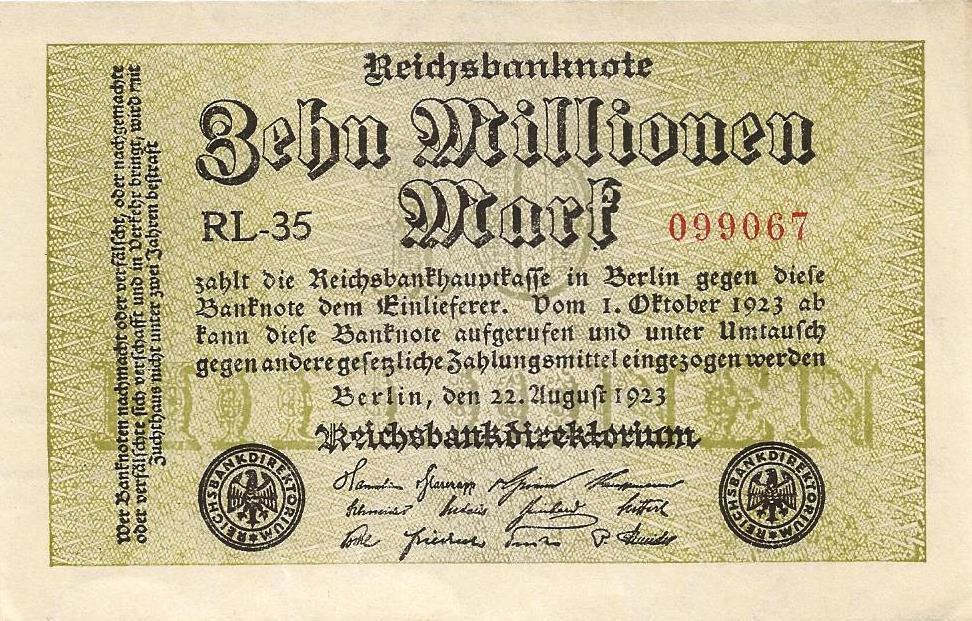 Reichsbanknote
Zehn Millionen
Mark
RL-35
099067
zahlt die Reichsbankhauptkasse in Berlin gegen diese
Banknote dem Einlieferer. Vom 1. Oktober 1923 ab
kann diese Banknote aufgerufen und unter Umtausch
gegen andere gesetzliche Zahlungsmittel eingezogen werden
Berlin, den 22. August 1923
Reichsbankdirektorium
Wer Banknoten nachmacht oder verfälscht, oder nachgemachte
oder verfälschte sich verschafft und in Verkehr bringt, wird mit
Zuchthaus nicht unter zwei Jahren bestraft
REICHSBANKDIREKTORIUM
REICHSBANKDIREKTORIUM